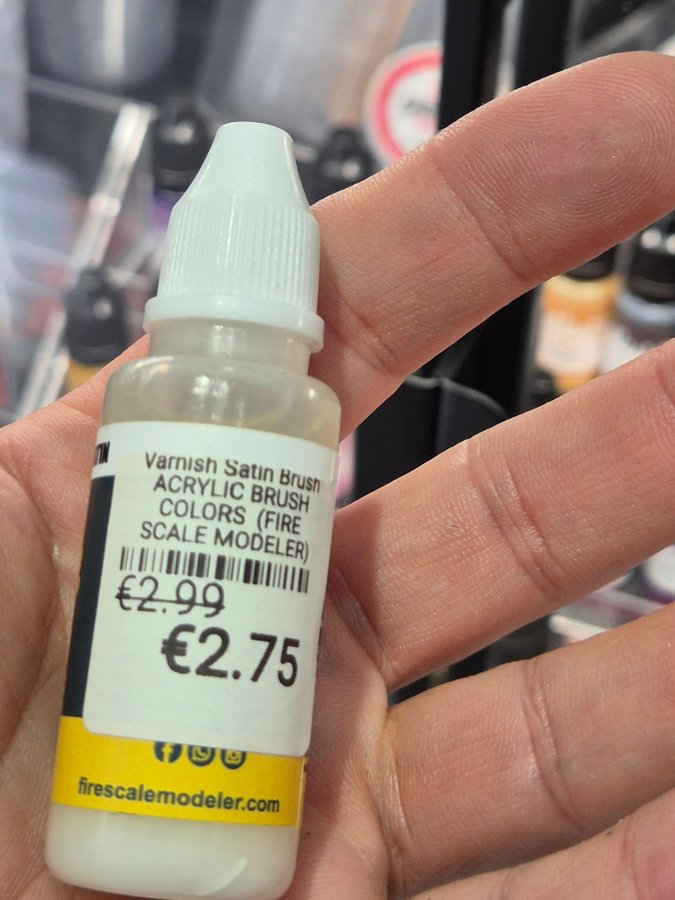 Varnish Satin Brush
ACRYLIC BRUSH
COLORS (FIRE
SCALE MODELER)
€2.99
€2.75
firescalemodeler.com